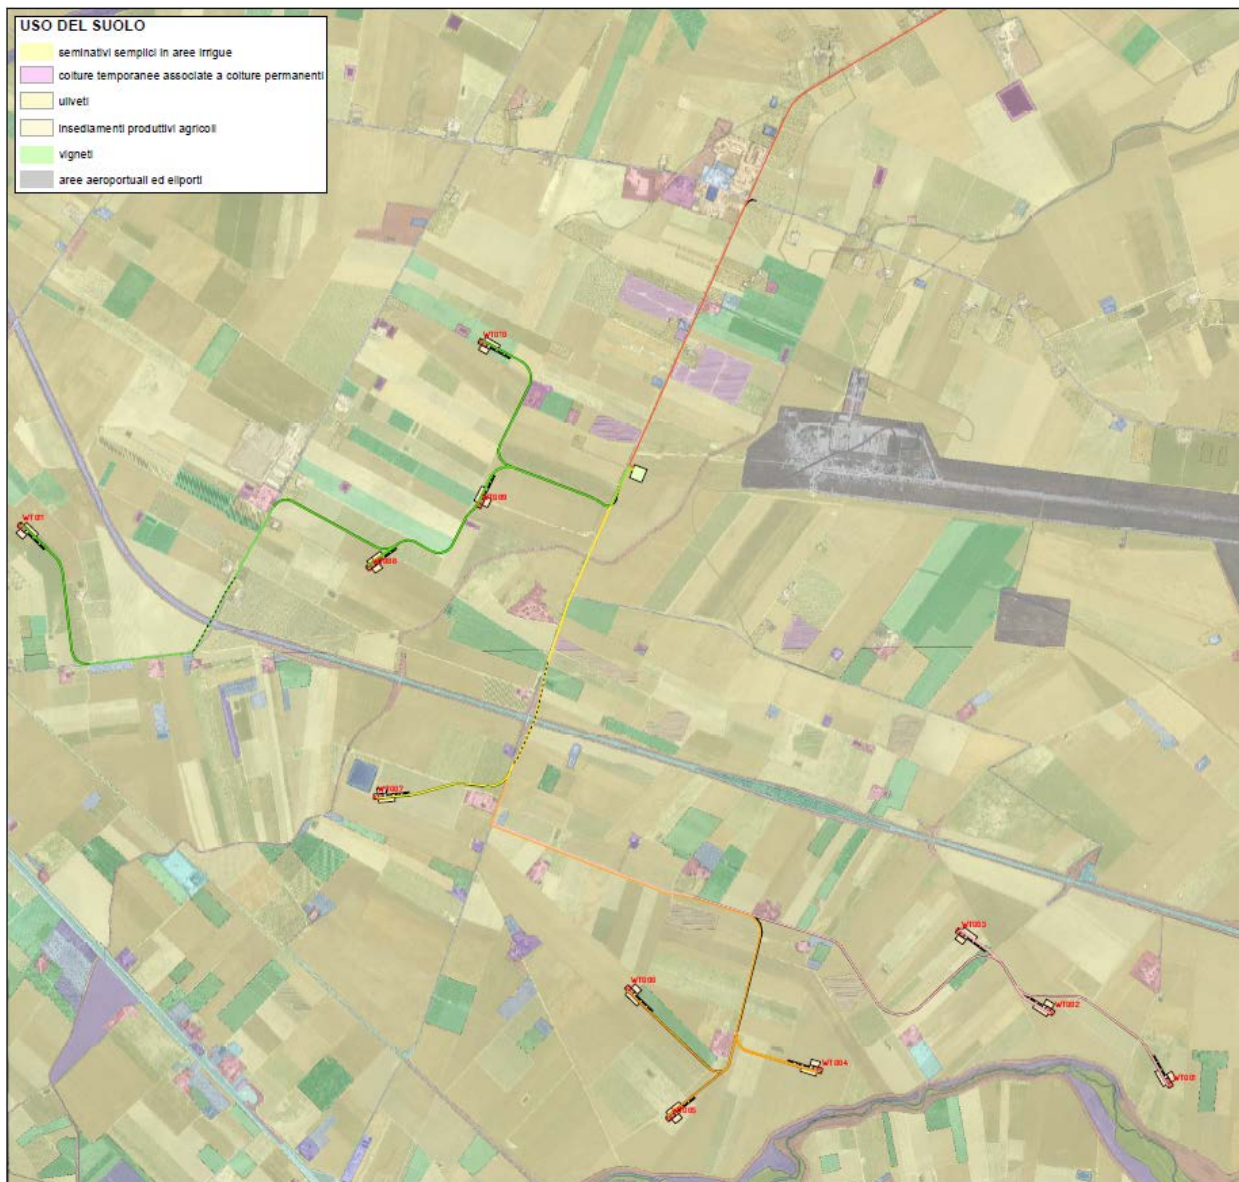 USO DEL SUOLO
seminativi semplici in aree irrigue
colture temporanee associate a colture permanenti
uliveti
insediamenti produttivi agricoli
vigneti
aree aeroportuali ed eliporti
WT010
WT009
WT011
WT008
WT007
WT003
WT006
WT002
WT004
WT001
WT005